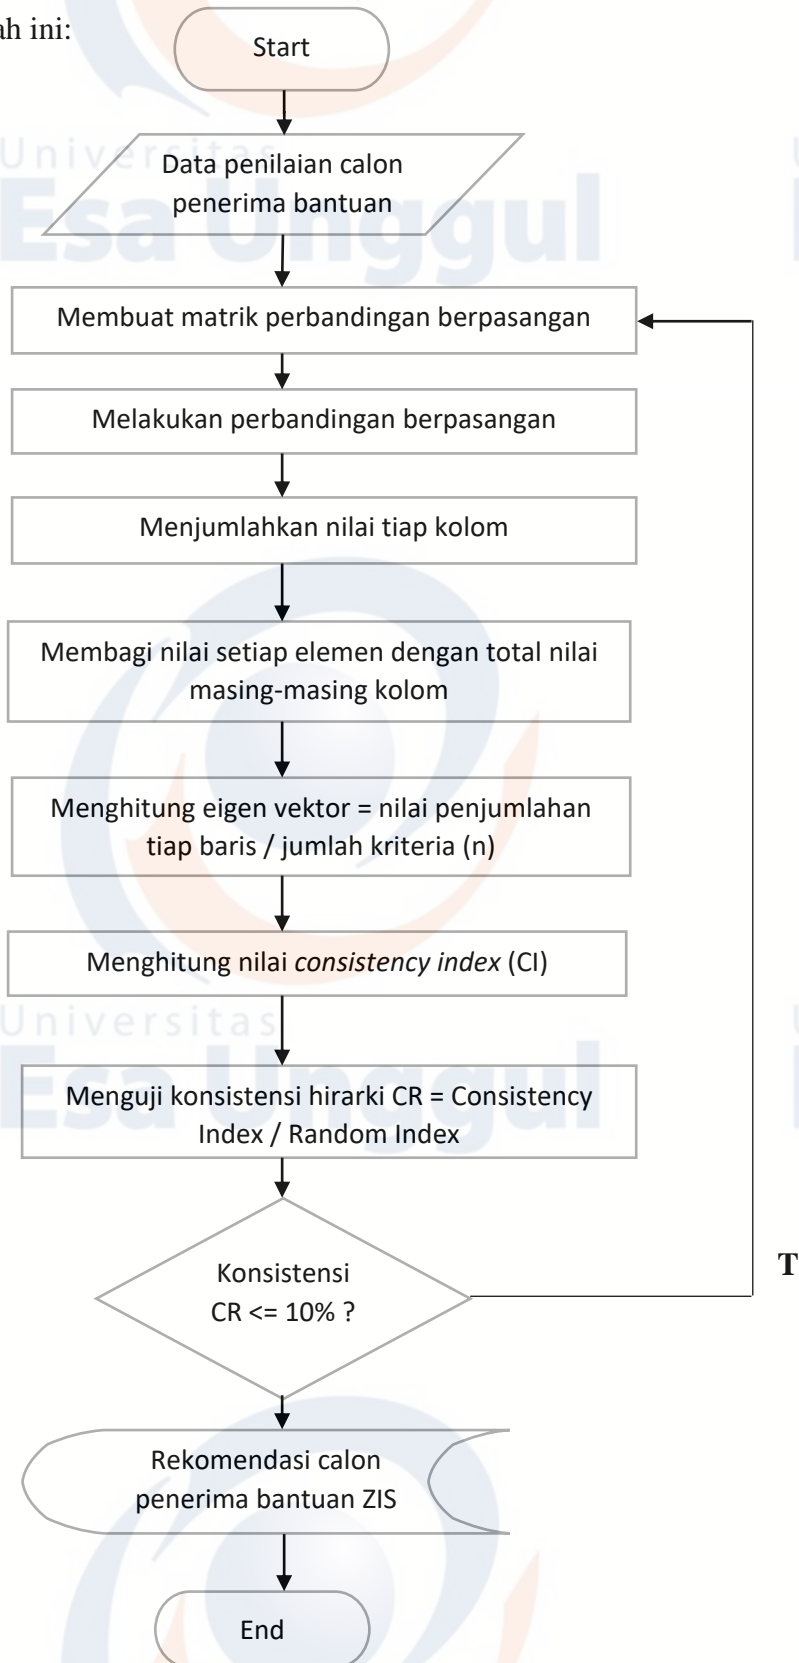 ah ini:
Start
Universitas
Esa Unggul
Data penilaian calon
penerima bantuan
Membuat matrik perbandingan berpasangan
Melakukan perbandingan berpasangan
Menjumlahkan nilai tiap kolom
Membagi nilai setiap elemen dengan total nilai
masing-masing kolom
Menghitung eigen vektor = nilai penjumlahan
tiap baris / jumlah kriteria (n)
Menghitung nilai consistency index (CI)
Universitas
Esa Unggul
Menguji konsistensi hirarki CR = Consistency
Index / Random Index
T
Konsistensi
CR <= 10% ?
Rekomendasi calon
penerima bantuan ZIS
End